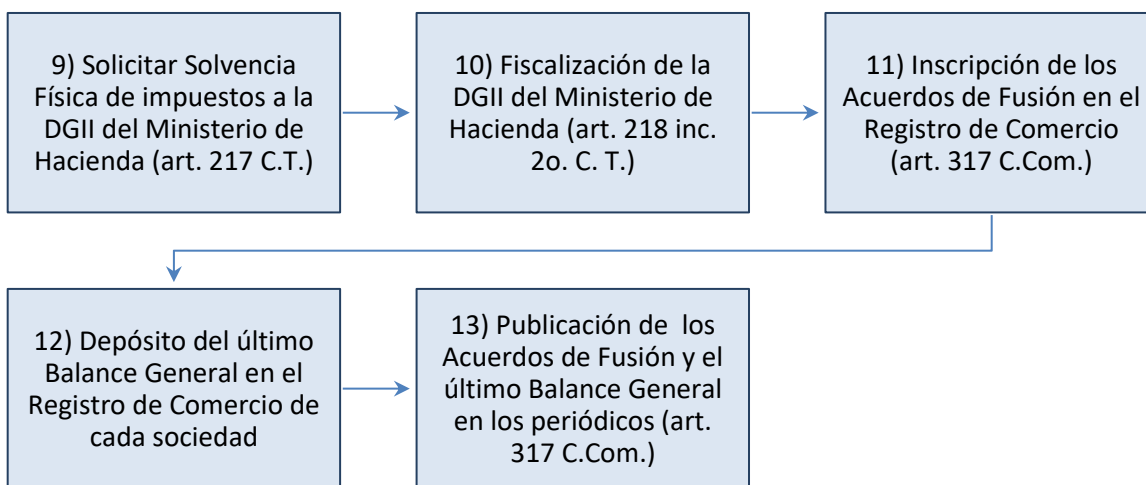 9) Solicitar Solvencia
Física de impuestos a la
DGII del Ministerio de
Hacienda (art. 217 C.T.)
10) Fiscalización de la
DGII del Ministerio de
Hacienda (art. 218 inc.
2o. C. T.)
11) Inscripción de los
Acuerdos de Fusión en el
Registro de Comercio
(art. 317 C.Com.)
12) Depósito del último
Balance General en el
Registro de Comercio de
cada sociedad
13) Publicación de  los
Acuerdos de Fusión y el
último Balance General
en los periódicos (art.
317 C.Com.)